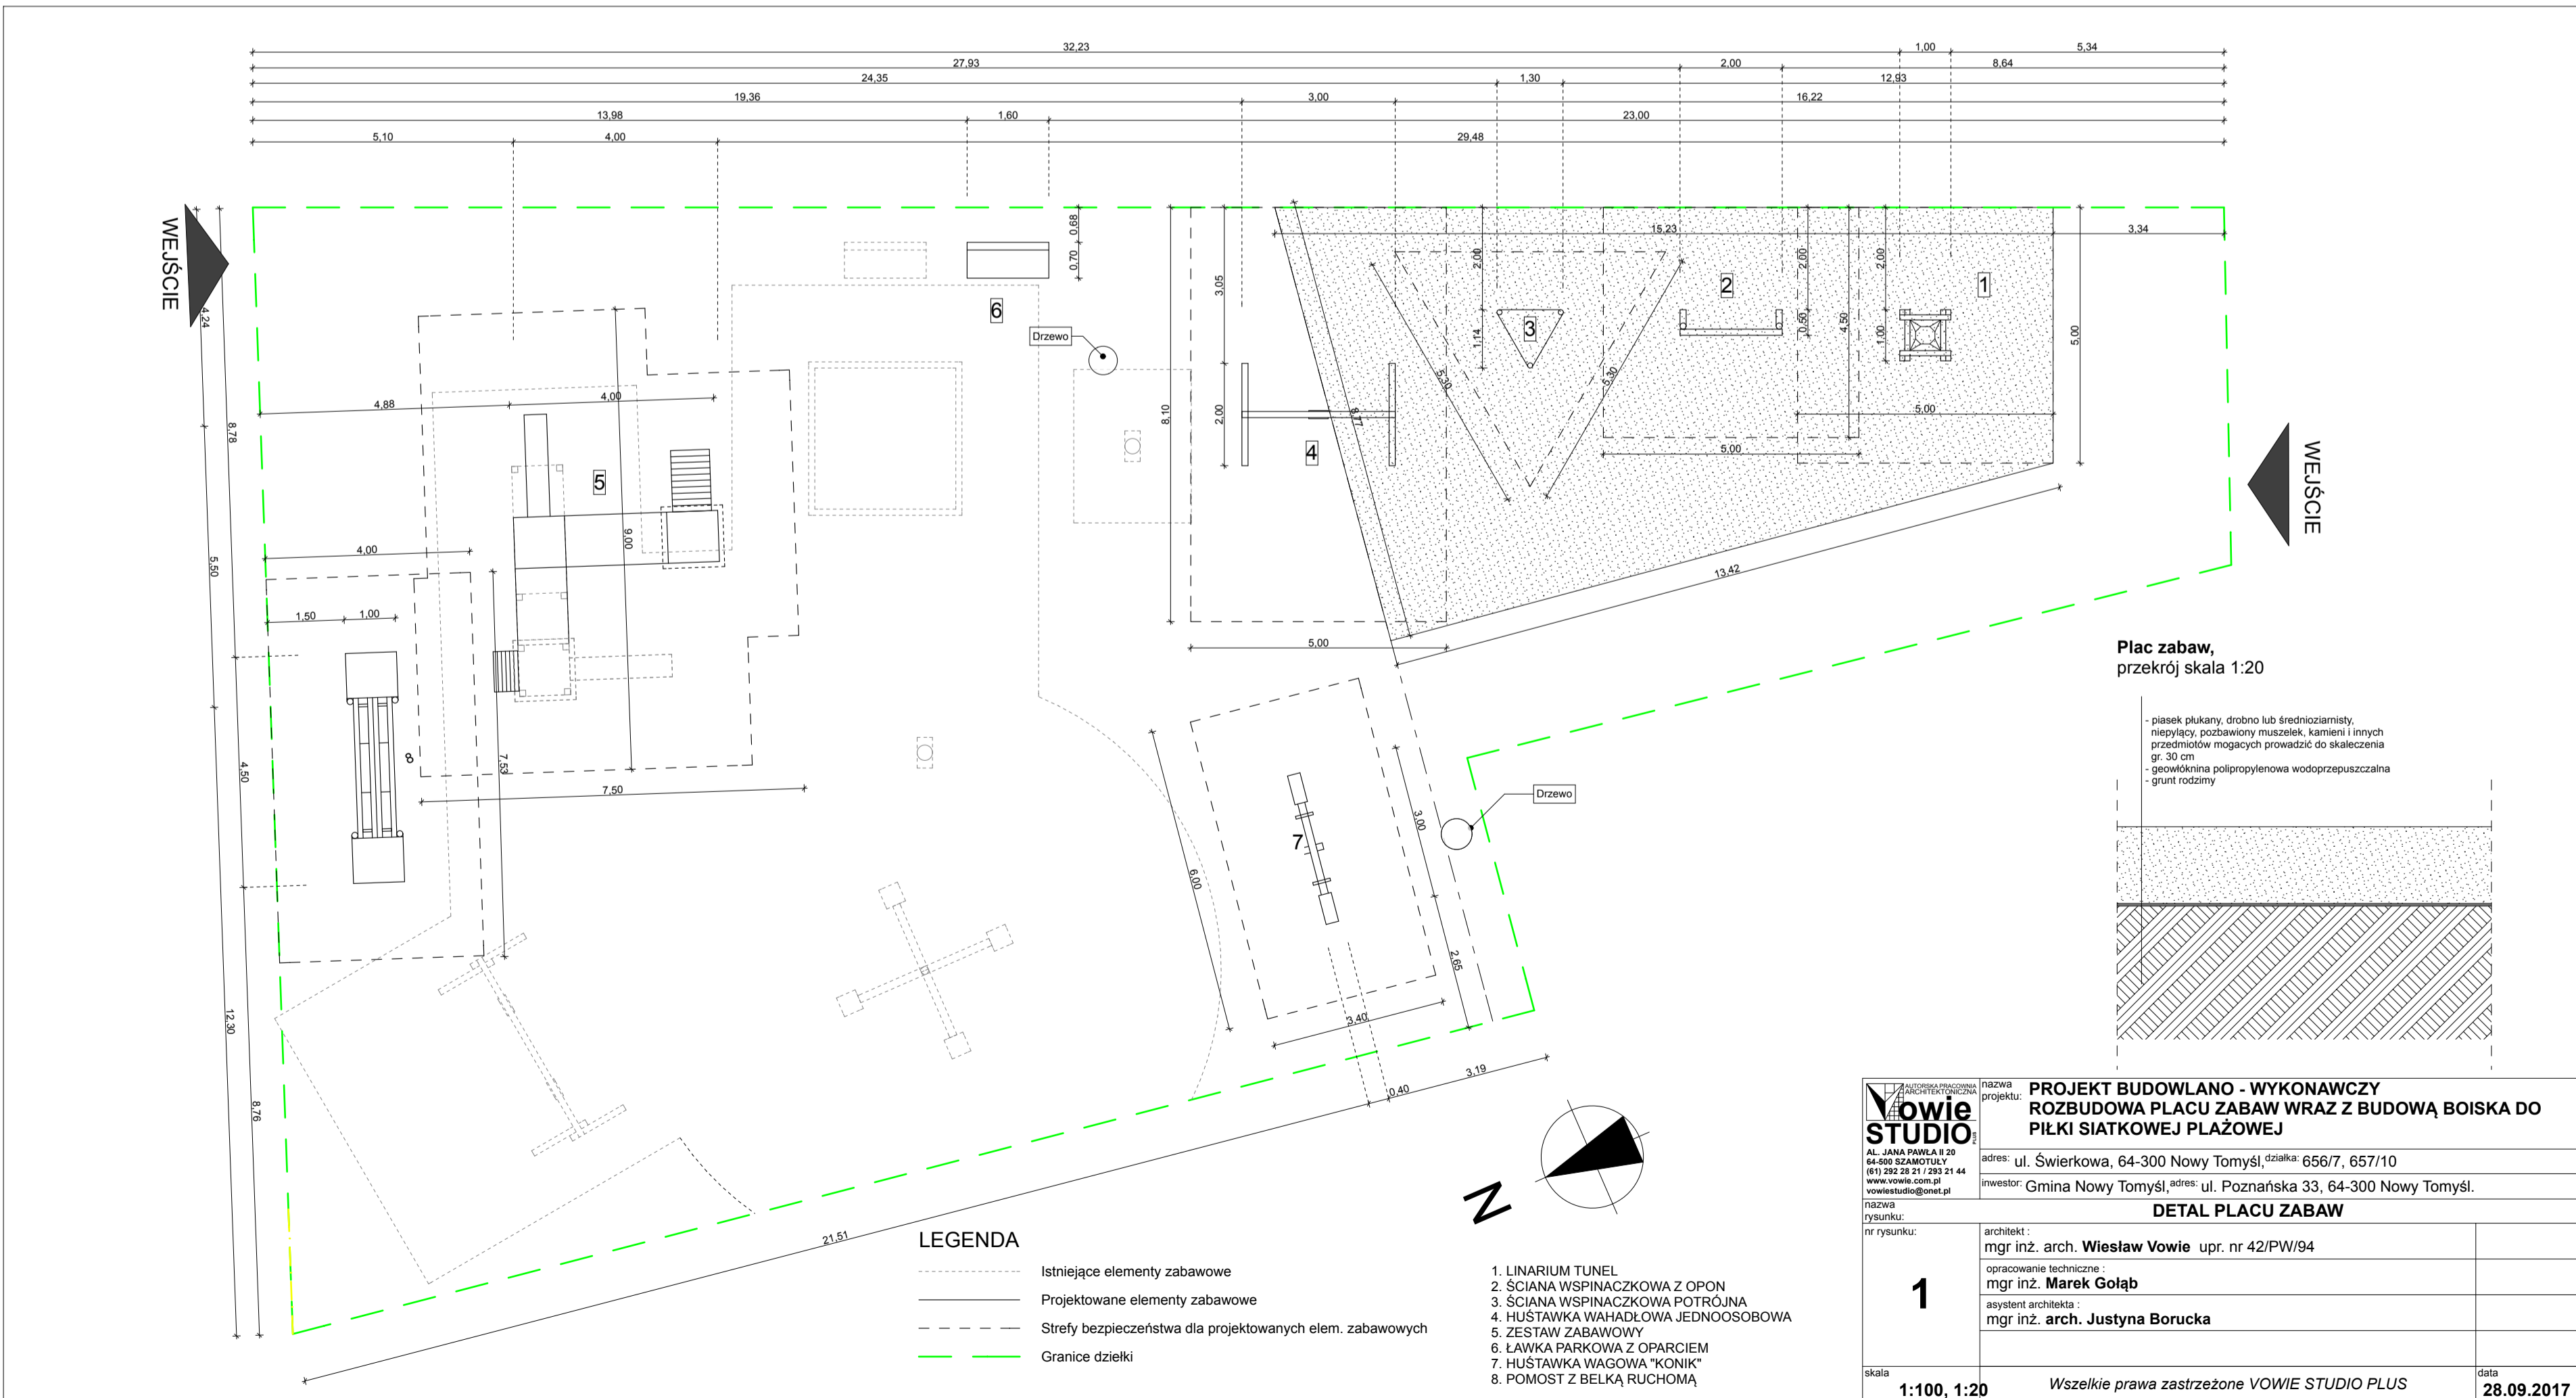 32,23
1,00
5,34
27,93
2,00
8,64
24,35
1,30
12,93
19,36
3,00
16,22
13,98
1,60
23,00
5,10
4,00
29,48
WEJŚCIE
4,24
8,78
5,50
4,50
12,30
8,76
0,68
0,70
6
Drzewo
4,88
4,00
5
9,00
4,00
1,50
1,00
8
7,53
7,50
8,10
3,05
2,00
4
5,00
15,23
3,34
2,00
1,14
3
5,30
5,30
8,77
2
2,00
0,50
4,50
5,00
2,00
1,00
1
5,00
5,00
13,42
WEJŚCIE
7
6,00
3,00
2,65
3,40
0,40
3,19
Drzewo
21,51
N
Plac zabaw,
przekrój skala 1:20
- piasek płukany, drobno lub średnioziarnisty,
niepylący, pozbawiony muszelek, kamieni i innych
przedmiotów mogacych prowadzić do skaleczenia
gr. 30 cm
- geowłóknina polipropylenowa wodoprzepuszczalna
- grunt rodzimy
LEGENDA
Istniejące elementy zabawowe
Projektowane elementy zabawowe
Strefy bezpieczeństwa dla projektowanych elem. zabawowych
Granice dziełki
1. LINARIUM TUNEL
2. ŚCIANA WSPINACZKOWA Z OPON
3. ŚCIANA WSPINACZKOWA POTRÓJNA
4. HUŚTAWKA WAHADŁOWA JEDNOOSOBOWA
5. ZESTAW ZABAWOWY
6. ŁAWKA PARKOWA Z OPARCIEM
7. HUŚTAWKA WAGOWA "KONIK"
8. POMOST Z BELKĄ RUCHOMĄ
AUTORSKA PRACOWNIA
ARCHITEKTONICZNA
Vowie
STUDIO PLUS
AL. JANA PAWŁA II 20
64-500 SZAMOTUŁY
(61) 292 28 21 / 293 21 44
www.vowie.com.pl
vowiestudio@onet.pl
nazwa projektu: PROJEKT BUDOWLANO - WYKONAWCZY
ROZBUDOWA PLACU ZABAW WRAZ Z BUDOWĄ BOISKA DO
PIŁKI SIATKOWEJ PLAŻOWEJ
adres: ul. Świerkowa, 64-300 Nowy Tomyśl, działka: 656/7, 657/10
inwestor: Gmina Nowy Tomyśl, adres: ul. Poznańska 33, 64-300 Nowy Tomyśl.
nazwa rysunku: DETAL PLACU ZABAW
nr rysunku:
1
architekt :
mgr inż. arch. Wiesław Vowie upr. nr 42/PW/94
opracowanie techniczne :
mgr inż. Marek Gołąb
asystent architekta :
mgr inż. arch. Justyna Borucka
skala
1:100, 1:20
Wszelkie prawa zastrzeżone VOWIE STUDIO PLUS
data
28.09.2017